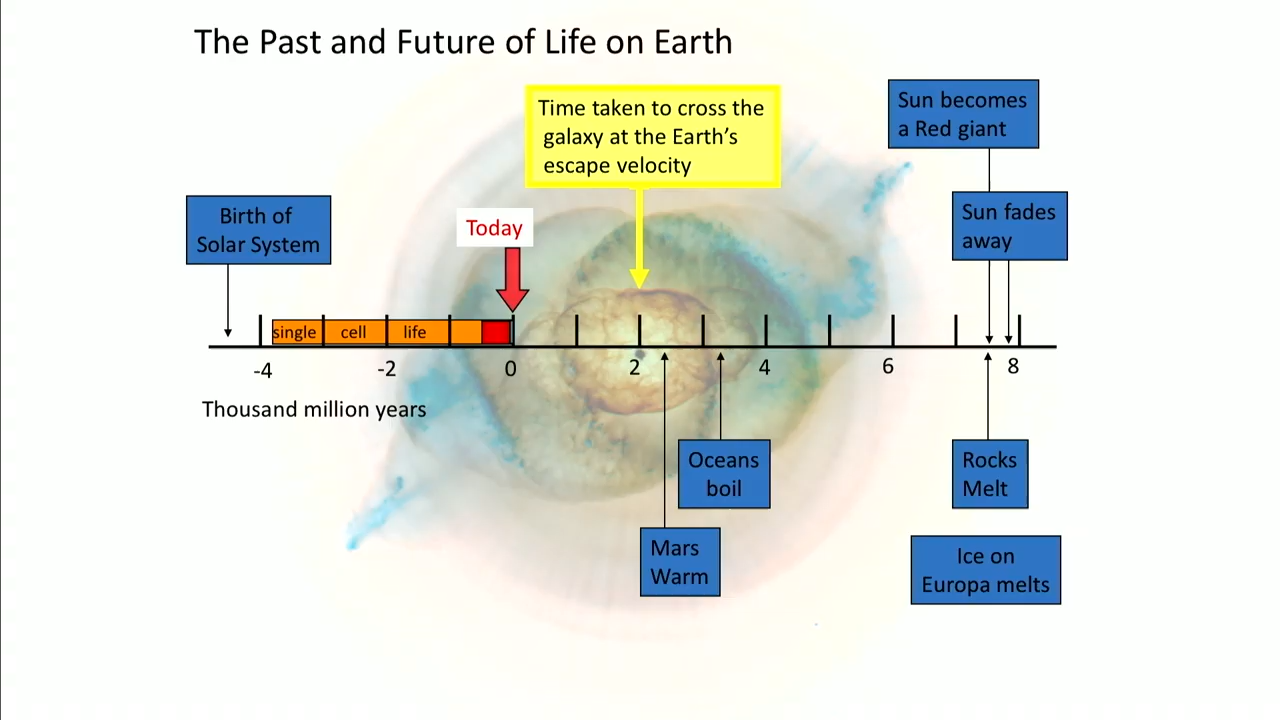 The Past and Future of Life on Earth
Time taken to cross the
galaxy at the Earth's
escape velocity
Sun becomes
a Red giant
Birth of
Solar System
Today
Sun fades
away
single cell life
-4 -2 0 2 4 6 8
Thousand million years
Oceans
boil
Rocks
Melt
Mars
Warm
Ice on
Europa melts